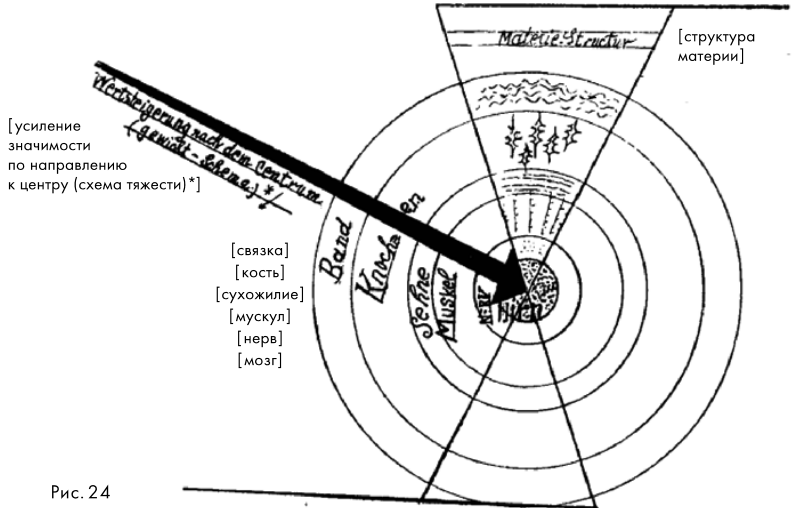 Materie-Structur
[структура
материи]
Wertsteigerung nach dem Centrum
(gewicht-Schema) *)
[усиление
значимости
по направлению
к центру (схема тяжести)*]
Band
Knochen
Sehne
Muskel
Nerv
Hirn
[связка]
[кость]
[сухожилие]
[мускул]
[нерв]
[мозг]
Рис. 24